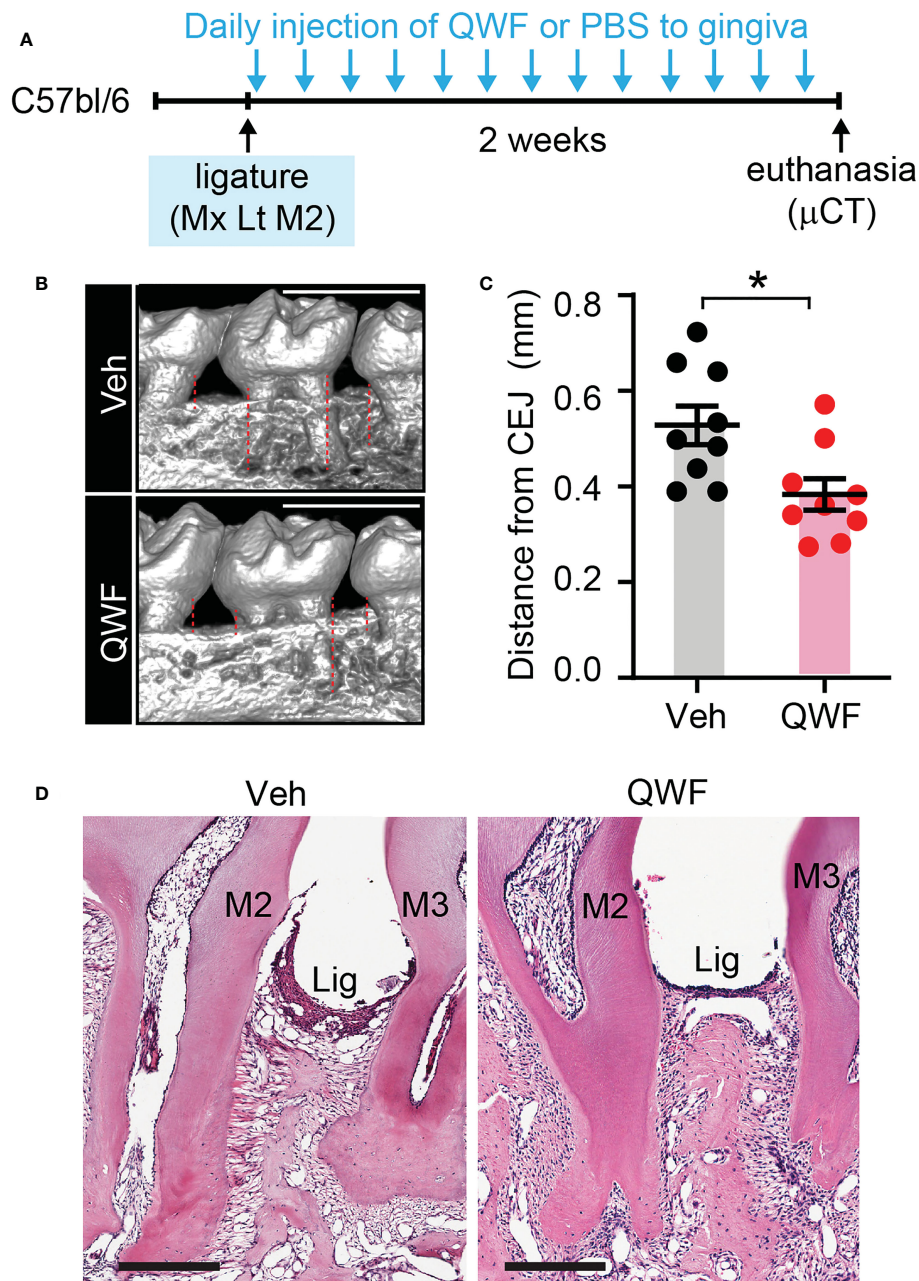 A
Daily injection of QWF or PBS to gingiva
C57bl/6
2 weeks
ligature
(Mx Lt M2)
euthanasia
(μCT)
B
Veh
QWF
C
*
Distance from CEJ (mm)
0.8
0.6
0.4
0.2
0.0
Veh
QWF
D
Veh
QWF
M2
M3
Lig
M2
M3
Lig